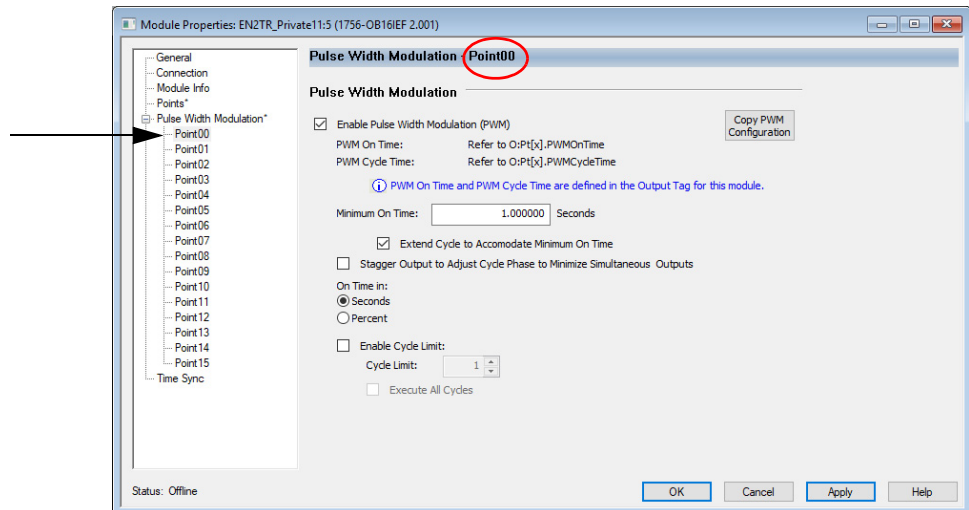 Module Properties: EN2TR_Private11:5 (1756-OB16IEF 2.001)
General
Connection
Module Info
Points*
Pulse Width Modulation*
Point00
Point01
Point02
Point03
Point04
Point05
Point06
Point07
Point08
Point09
Point10
Point11
Point12
Point13
Point14
Point15
Time Sync
Pulse Width Modulation - Point00
Pulse Width Modulation
Enable Pulse Width Modulation (PWM)
Copy PWM
Configuration
PWM On Time: Refer to O:Pt[x].PWMOnTime
PWM Cycle Time: Refer to O:Pt[x].PWMCycleTime
PWM On Time and PWM Cycle Time are defined in the Output Tag for this module.
Minimum On Time: 1.000000 Seconds
Extend Cycle to Accomodate Minimum On Time
Stagger Output to Adjust Cycle Phase to Minimize Simultaneous Outputs
On Time in:
Seconds
Percent
Enable Cycle Limit:
Cycle Limit: 1
Execute All Cycles
Status: Offline
OK Cancel Apply Help